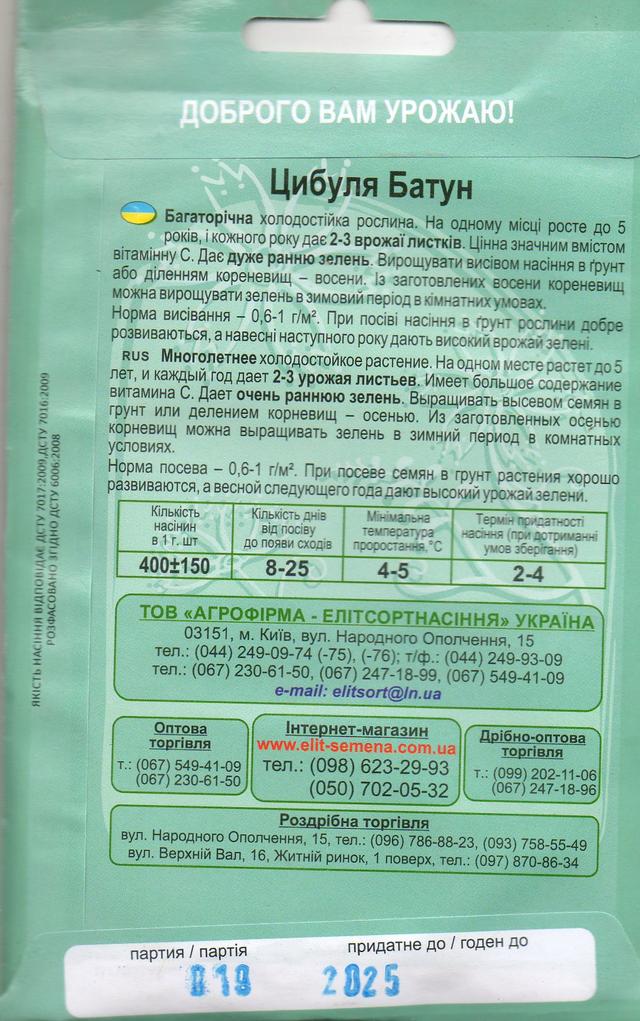 ДОБРОГО ВАМ УРОЖАЮ!
Цибуля Батун
Багаторічна холодостійка рослина. На одному місці росте до 5
років, і кожного року дає 2-3 врожаї листків. Цінна значним вмістом
вітамінну С. Дає дуже ранню зелень. Вирощувати висівом насіння в ґрунт
або діленням кореневищ – восени. Із заготовлених восени кореневищ
можна вирощувати зелень в зимовий період в кімнатних умовах.
Норма висівання – 0,6-1 г/м². При посіві насіння в ґрунт рослини добре
розвиваються, а навесні наступного року дають високий врожай зелені.
RUS Многолетнее холодостойкое растение. На одном месте растет до 5
лет, и каждый год дает 2-3 урожая листьев. Имеет большое содержание
витамина С. Дает очень раннюю зелень. Выращивать высевом семян в
грунт или делением корневищ – осенью. Из заготовленных осенью
корневищ можна выращивать зелень в зимний период в комнатных
условиях.
Норма посева – 0,6-1 г/м². При посеве семян в грунт растения хорошо
развиваются, а весной следующего года дают высокий урожай зелени.
Кількість насінин в 1 г. шт
Кількість днів від посіву до появи сходів
Мінімальна температура проростання.°С
Термін придатності насіння (при дотриманні умов зберігання)
400±150 8-25 4-5 2-4
ТОВ «АГРОФІРМА - ЕЛІТСОРТНАСІННЯ» УКРАЇНА
03151, м. Київ, вул. Народного Ополчення, 15
тел.: (044) 249-09-74 (-75), (-76); т/ф.: (044) 249-93-09
тел.: (067) 230-61-50, (067) 247-18-99, (067) 549-41-09
e-mail: elitsort@ln.ua
Оптова
торгівля
т.: (067) 549-41-09
(067) 230-61-50
Інтернет-магазин
www.elit-semena.com.ua
тел.: (098) 623-29-93
(050) 702-05-32
Дрібно-оптова
торгівля
т.: (099) 202-11-06
(067) 247-18-96
Роздрібна торгівля
вул. Народного Ополчення, 15, тел.: (096) 786-88-23, (093) 758-55-49
вул. Верхній Вал, 16, Житній ринок, 1 поверх, тел.: (097) 870-86-34
партия / партія придатне до / годен до
019 2025
ЯКІСТЬ НАСІННЯ ВІДПОВІДАЄ ДСТУ 7017:2009,ДСТУ 7016:2009
РОЗФАСОВАНО ЗГІДНО ДСТУ 6006:2008